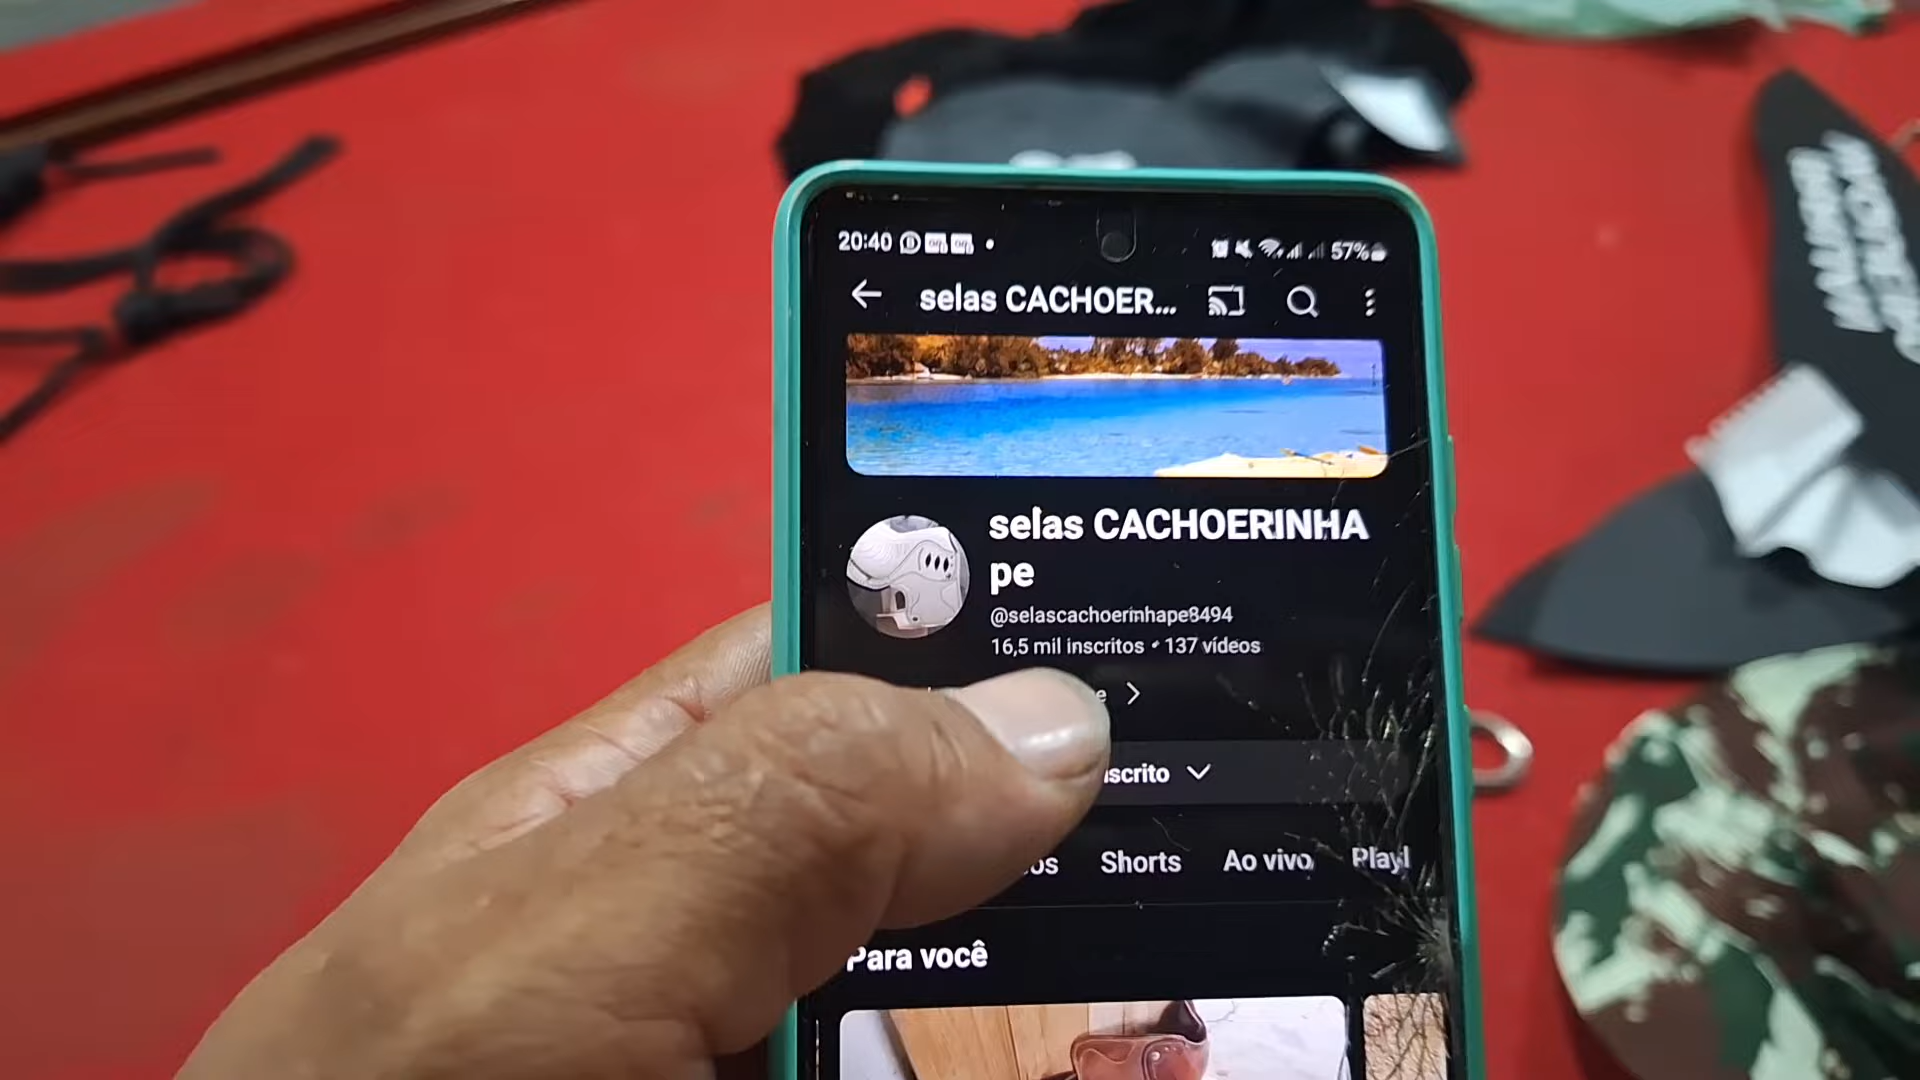 20:40
57%
selas CACHOER...
selas CACHOERINHA
pe
@selascachoerinhape8494
16,5 mil inscritos • 137 vídeos
Shorts
Ao vivo
Playl
Para você